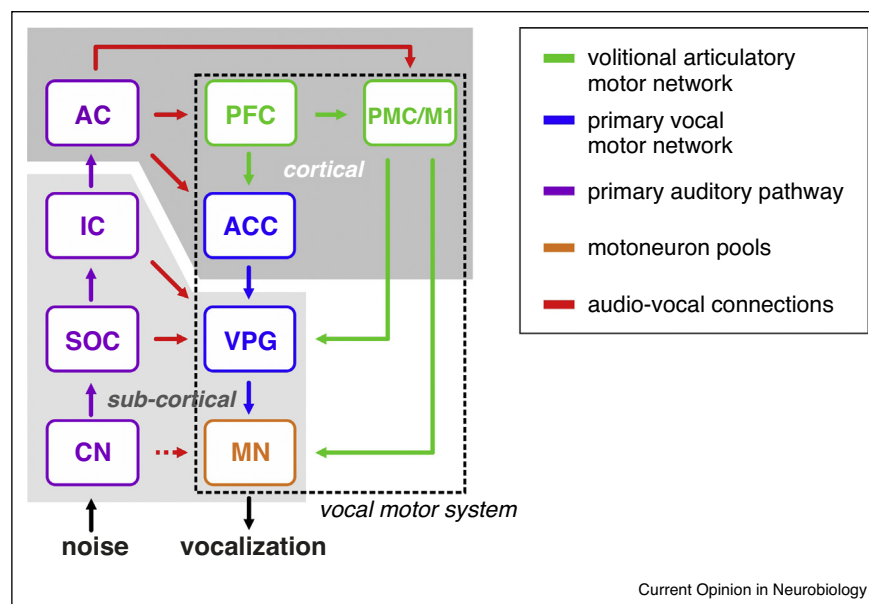 AC
PFC
PMC/M1
cortical
IC
ACC
SOC
VPG
sub-cortical
CN
MN
vocal motor system
noise
vocalization
volitional articulatory
motor network
primary vocal
motor network
primary auditory pathway
motoneuron pools
audio-vocal connections
Current Opinion in Neurobiology